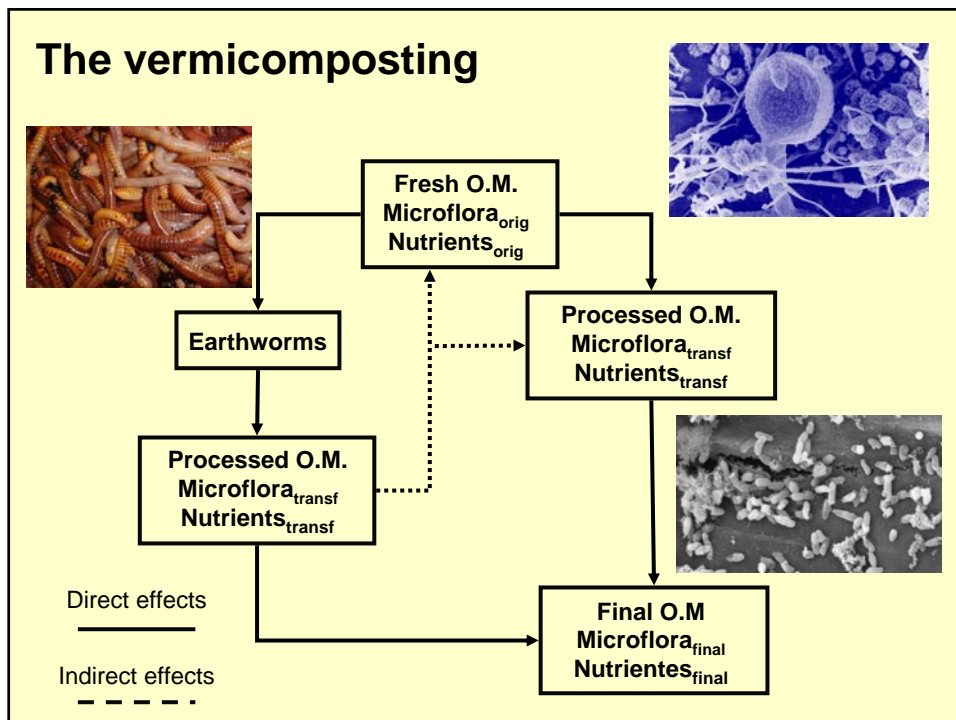 The vermicomposting
Fresh O.M.
Microflora_orig
Nutrients_orig
Earthworms
Processed O.M.
Microflora_transf
Nutrients_transf
Processed O.M.
Microflora_transf
Nutrients_transf
Direct effects
Indirect effects
Final O.M
Microflora_final
Nutrientes_final